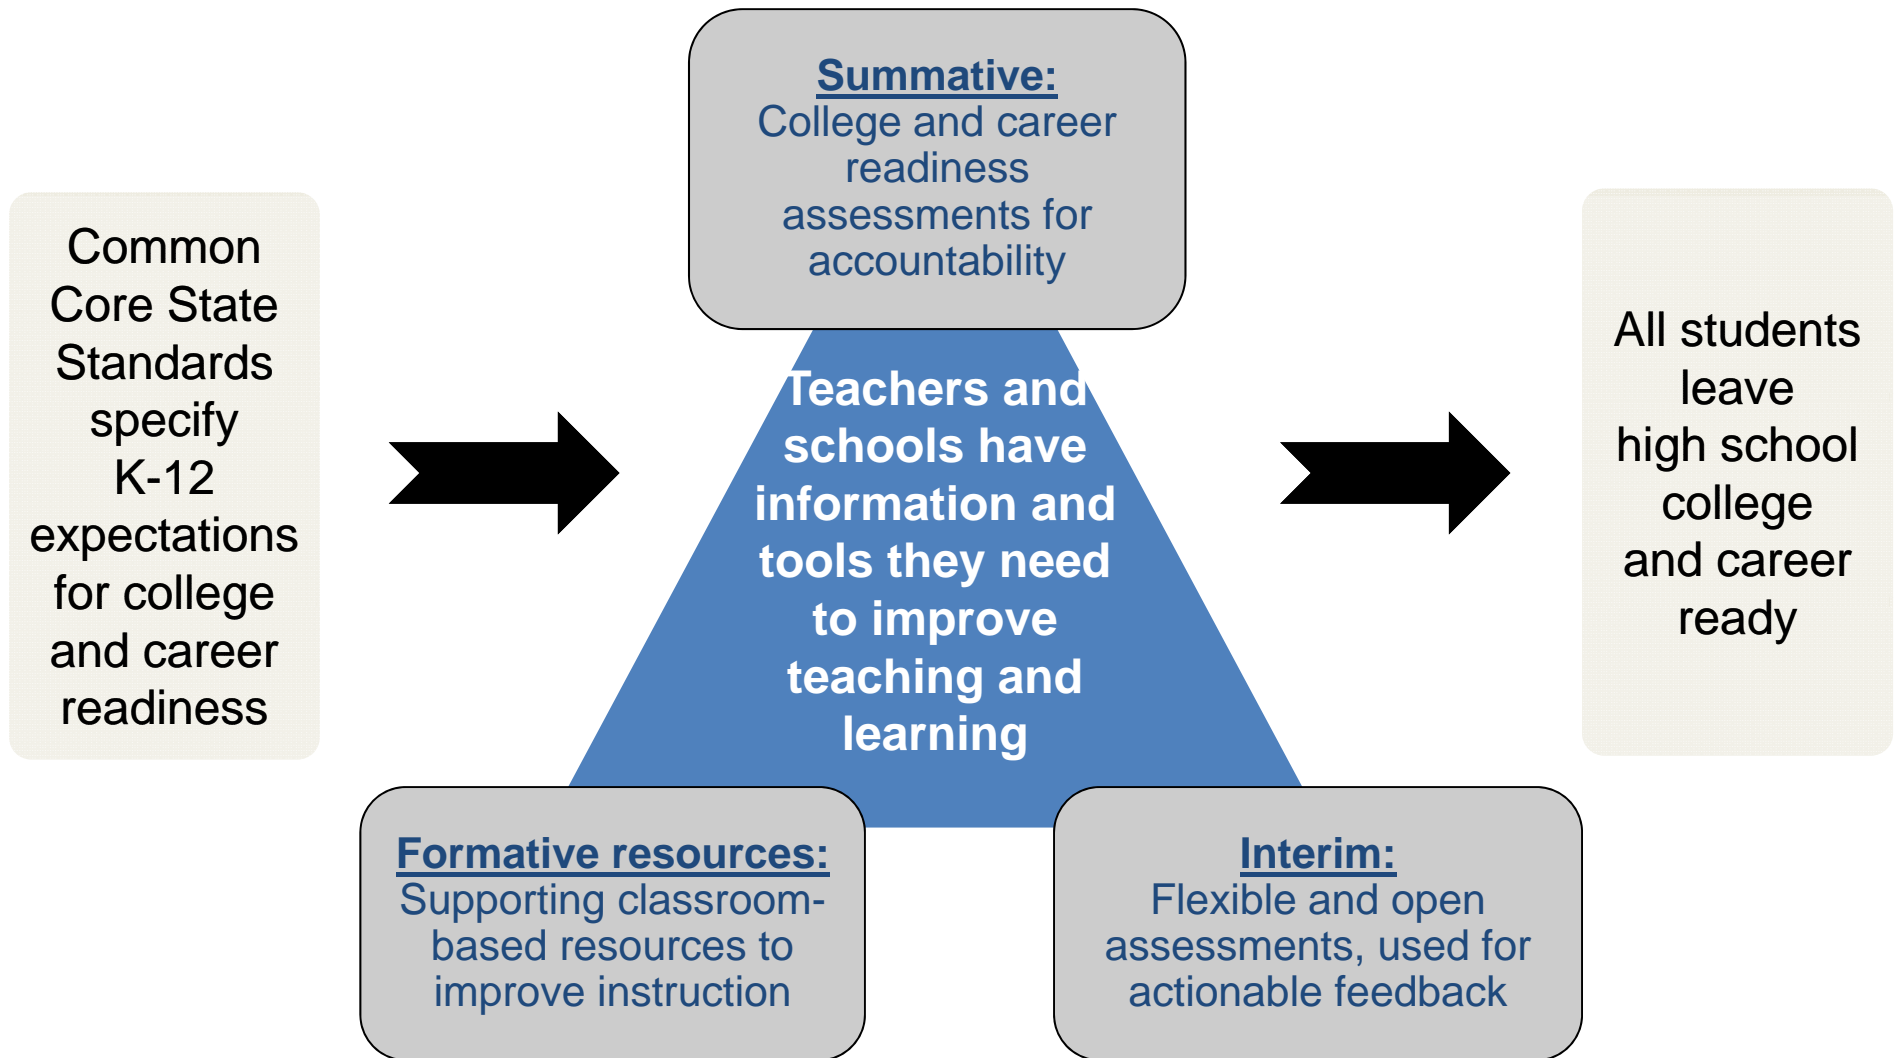 Common
Core State
Standards
specify
K-12
expectations
for college
and career
readiness
Summative:
College and career
readiness
assessments for
accountability
Teachers and
schools have
information and
tools they need
to improve
teaching and
learning
Formative resources:
Supporting classroom-
based resources to
improve instruction
Interim:
Flexible and open
assessments, used for
actionable feedback
All students
leave
high school
college
and career
ready